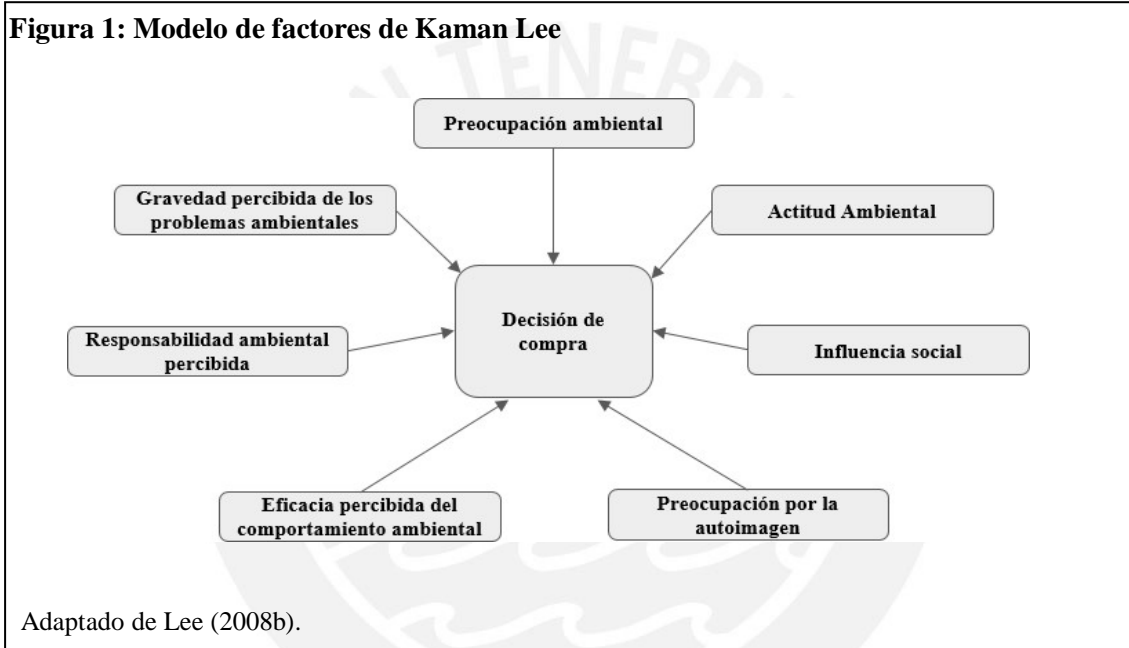 Figura 1: Modelo de factores de Kaman Lee
N TENEBR
Preocupación ambiental
Gravedad percibida de los
problemas ambientales
Actitud Ambiental
Decisión de
compra
Responsabilidad ambiental
percibida
Influencia social
Eficacia percibida del
comportamiento ambiental
Preocupación por la
autoimagen
Adaptado de Lee (2008b).